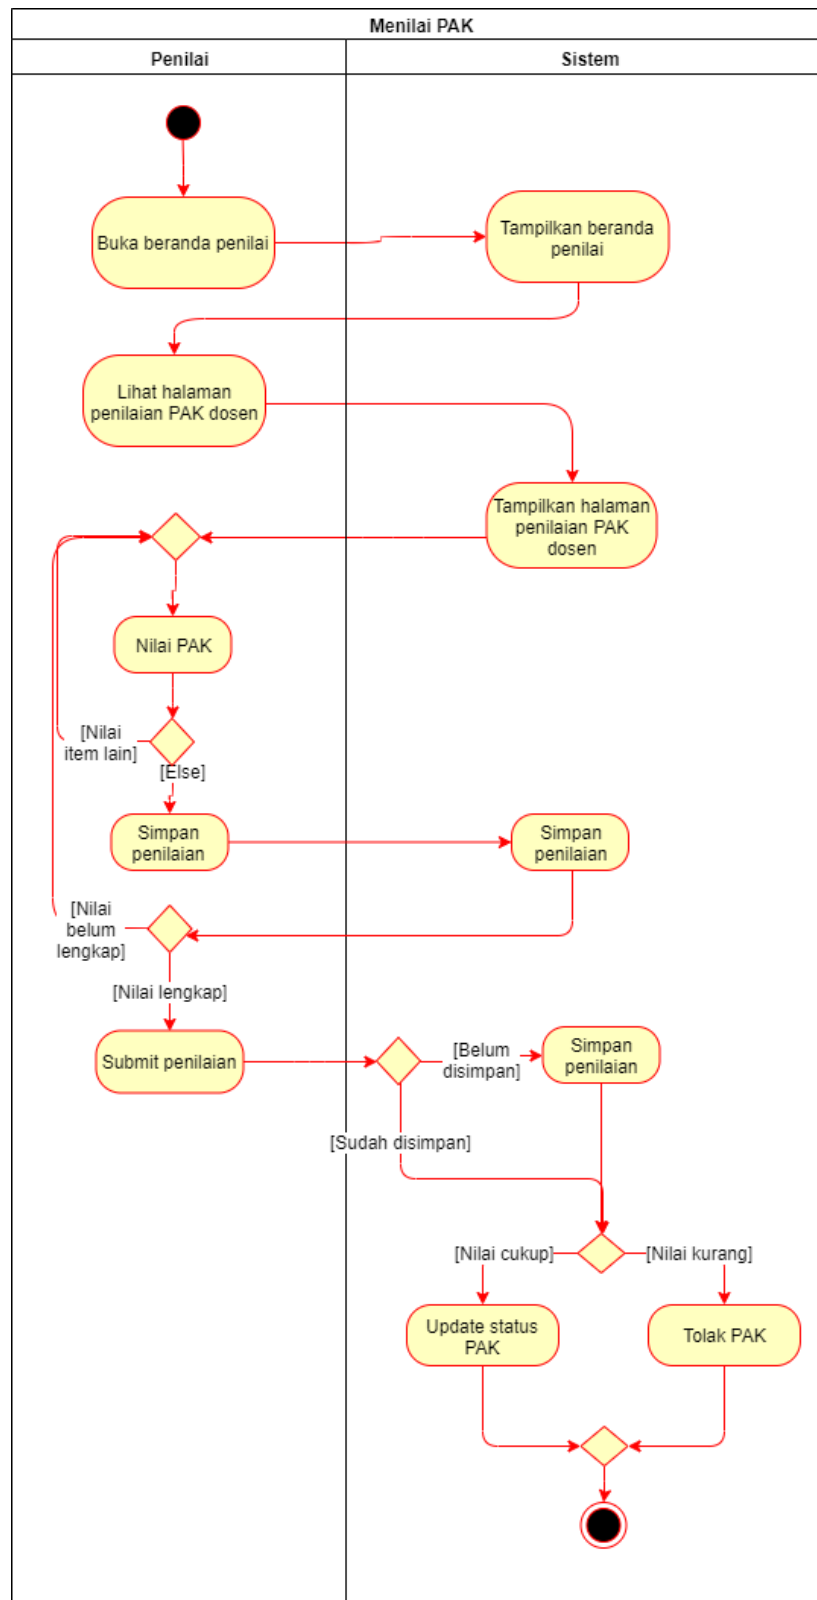 Menilai PAK
Penilai
Sistem
Buka beranda penilai
Tampilkan beranda
penilai
Lihat halaman
penilaian PAK dosen
Tampilkan halaman
penilaian PAK
dosen
Nilai PAK
[Nilai
item lain]
[Else]
Simpan
penilaian
Simpan
penilaian
[Nilai
belum
lengkap]
[Nilai lengkap]
Submit penilaian
[Belum
disimpan]
Simpan
penilaian
[Sudah disimpan]
[Nilai cukup]
[Nilai kurang]
Update status
PAK
Tolak PAK